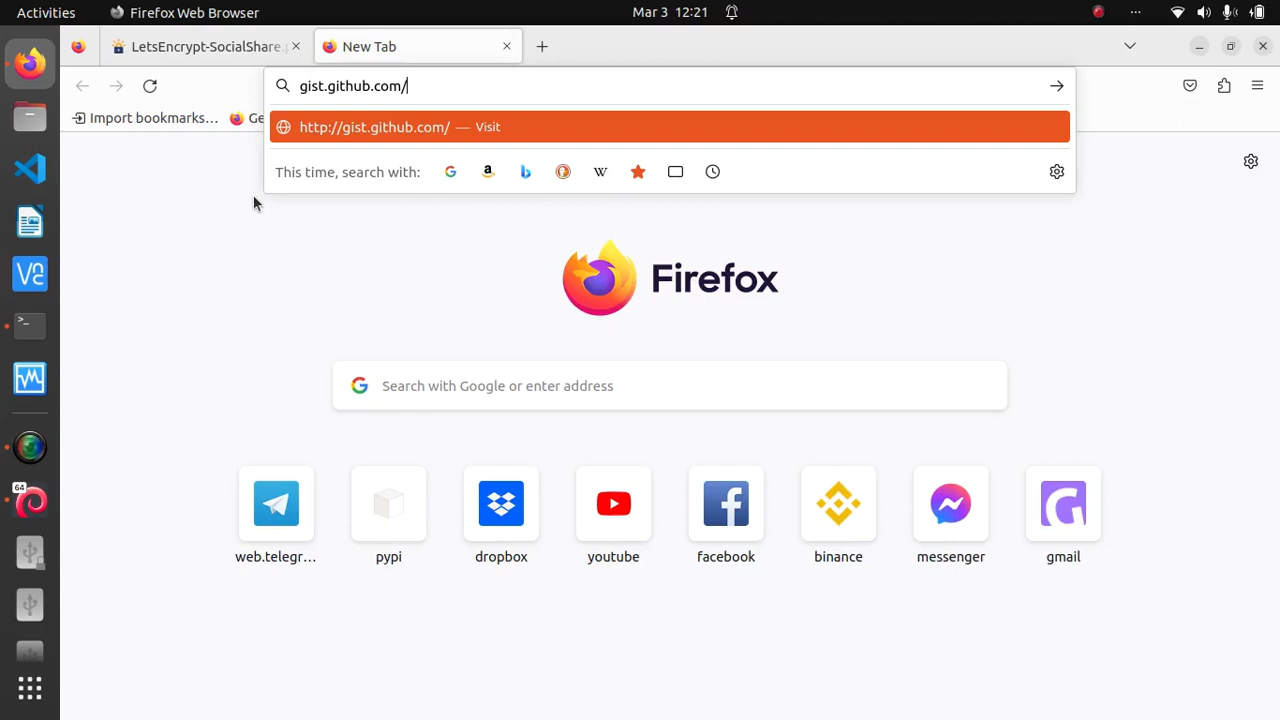 Activities
Firefox Web Browser
Mar 3 12:21
LetsEncrypt-SocialShare.p
New Tab
gist.github.com/
Import bookmarks…
Ge
http://gist.github.com/ — Visit
This time, search with:
Firefox
Search with Google or enter address
web.telegr…
pypi
dropbox
youtube
facebook
binance
messenger
gmail
64